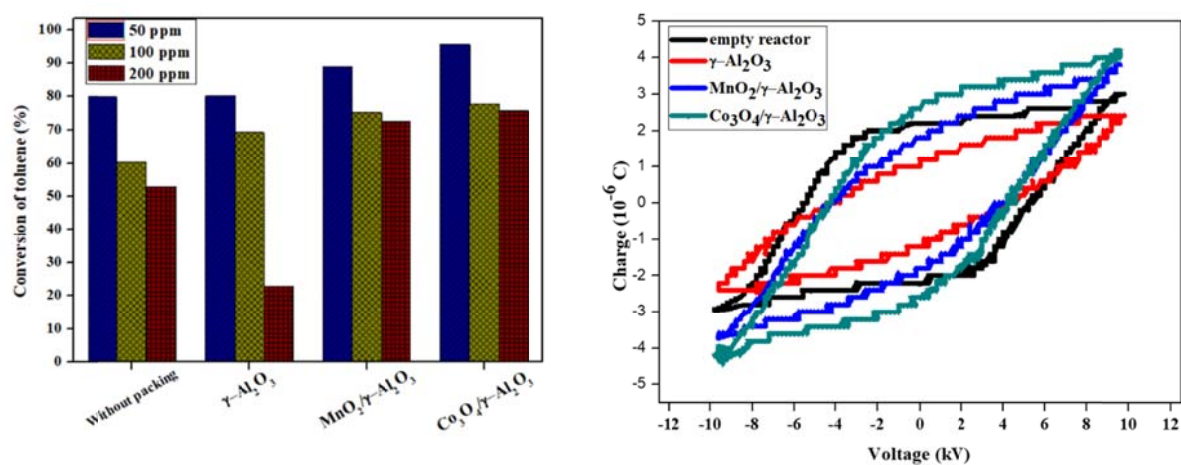 50 ppm
100 ppm
200 ppm
Conversion of toluene (%)
100
90
80
70
60
50
40
30
20
10
0
Without packing
γ–Al₂O₃
MnO₂/γ–Al₂O₃
Co₃O₄/γ–Al₂O₃
empty reactor
γ–Al₂O₃
MnO₂/γ–Al₂O₃
Co₃O₄/γ–Al₂O₃
Charge (10⁻⁶ C)
5
4
3
2
1
0
-1
-2
-3
-4
-5
-12 -10 -8 -6 -4 -2 0 2 4 6 8 10 12
Voltage (kV)